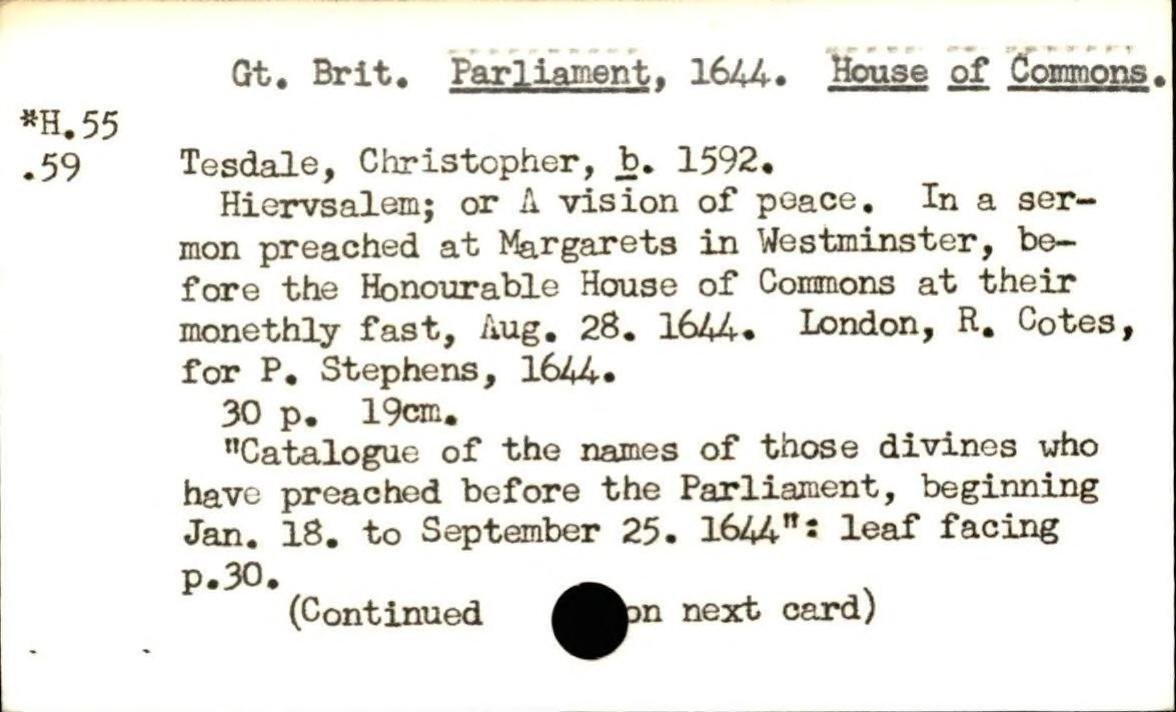 Gt. Brit. Parliament, 1644. House of Commons.
*H.55
.59 Tesdale, Christopher, b. 1592.
Hiervsalem; or A vision of peace. In a ser-
mon preached at Margarets in Westminster, be-
fore the Honourable House of Commons at their
monethly fast, Aug. 28. 1644. London, R. Cotes,
for P. Stephens, 1644.
30 p. 19cm.
"Catalogue of the names of those divines who
have preached before the Parliament, beginning
Jan. 18. to September 25. 1644": leaf facing
p.30.
(Continued on next card)